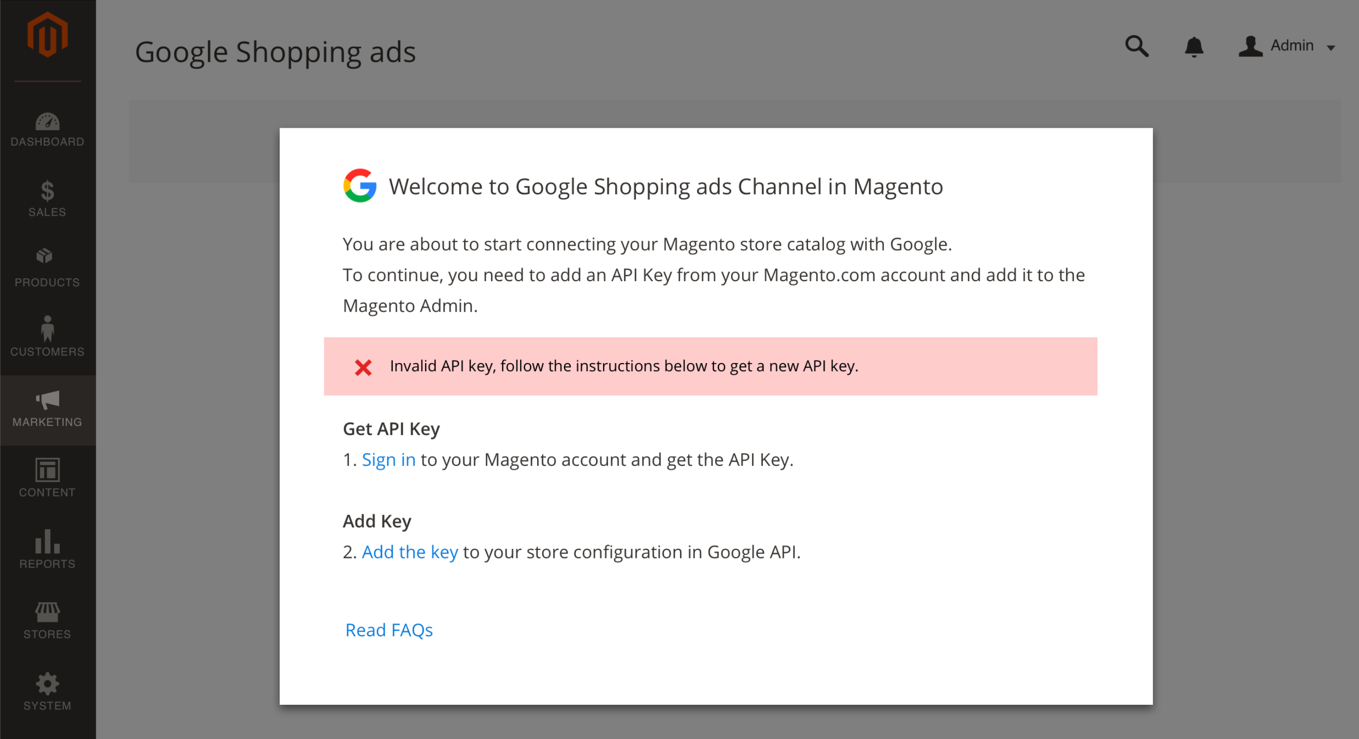 Google Shopping ads
Admin
DASHBOARD
SALES
PRODUCTS
CUSTOMERS
MARKETING
CONTENT
REPORTS
STORES
SYSTEM
Welcome to Google Shopping ads Channel in Magento
You are about to start connecting your Magento store catalog with Google.
To continue, you need to add an API Key from your Magento.com account and add it to the
Magento Admin.
Invalid API key, follow the instructions below to get a new API key.
Get API Key
1. Sign in to your Magento account and get the API Key.
Add Key
2. Add the key to your store configuration in Google API.
Read FAQs